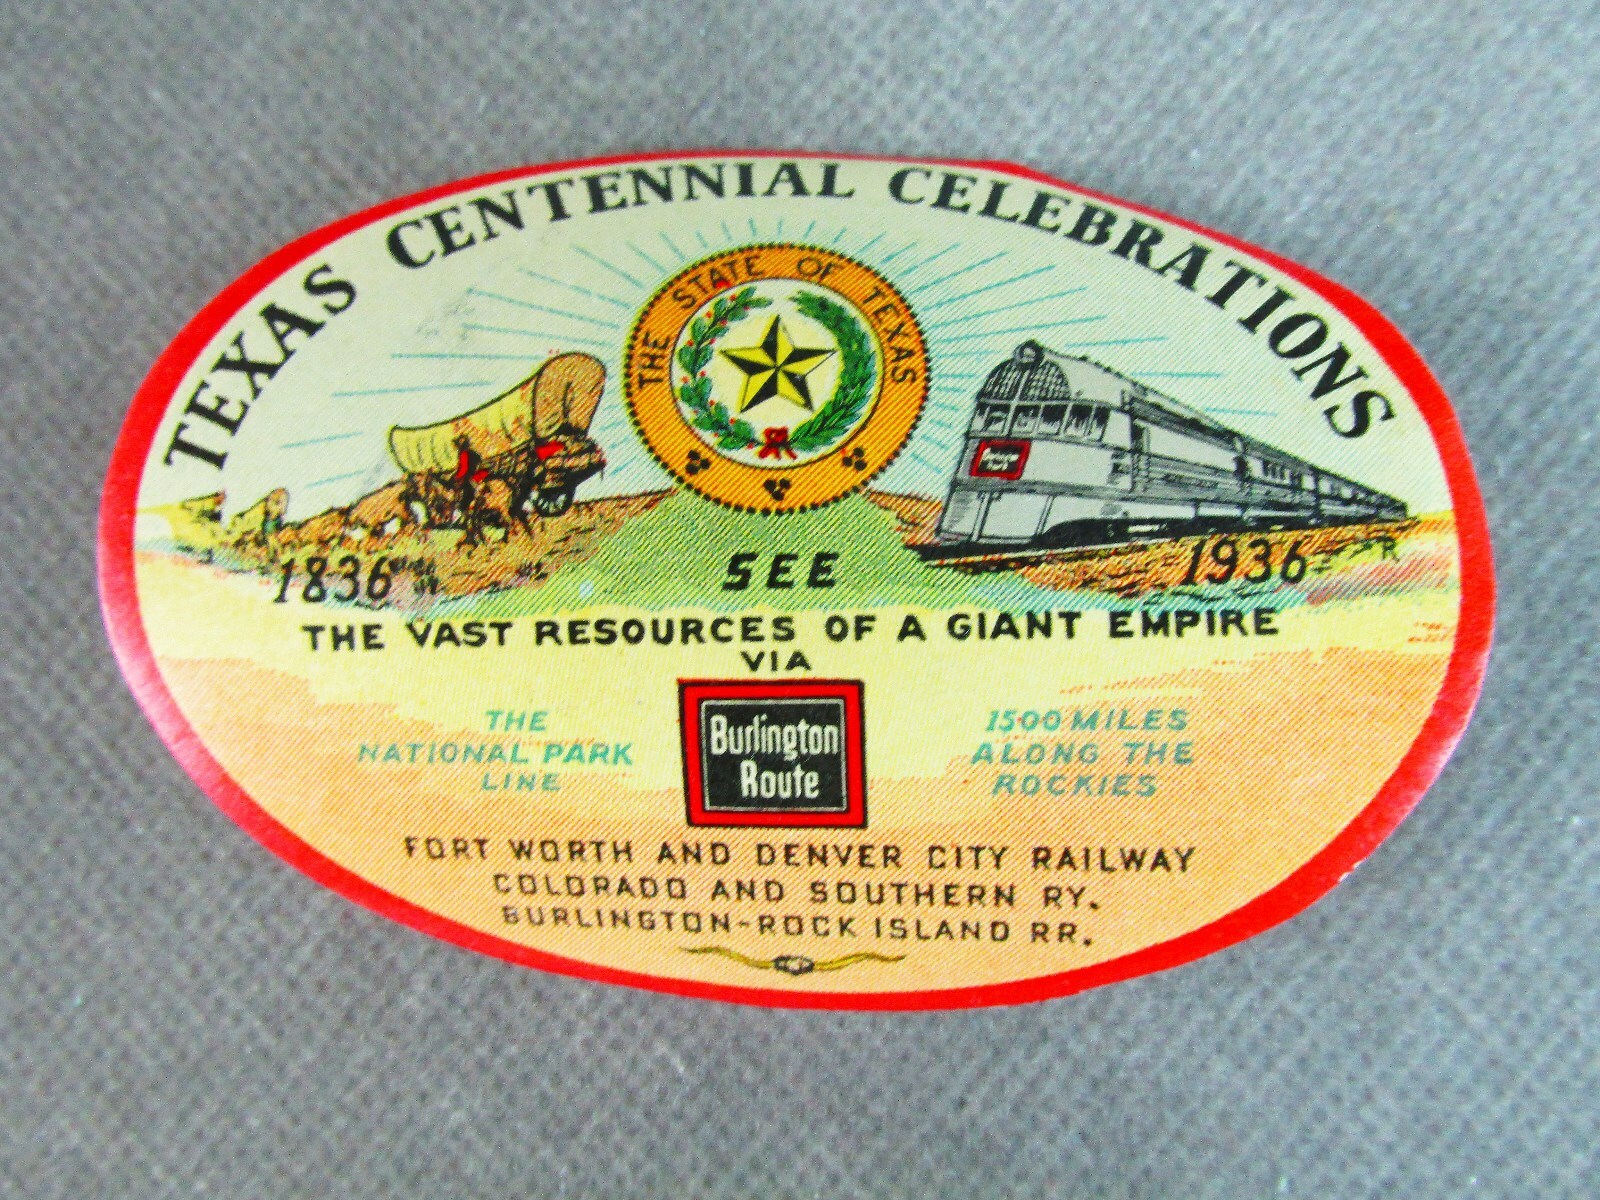 TEXAS CENTENNIAL CELEBRATIONS
THE STATE OF TEXAS
Burlington
Route
1836
1936
R
SEE
THE VAST RESOURCES OF A GIANT EMPIRE
VIA
THE
NATIONAL PARK
LINE
Burlington
Route
1500 MILES
ALONG THE
ROCKIES
FORT WORTH AND DENVER CITY RAILWAY
COLORADO AND SOUTHERN RY.
BURLINGTON-ROCK ISLAND RR.